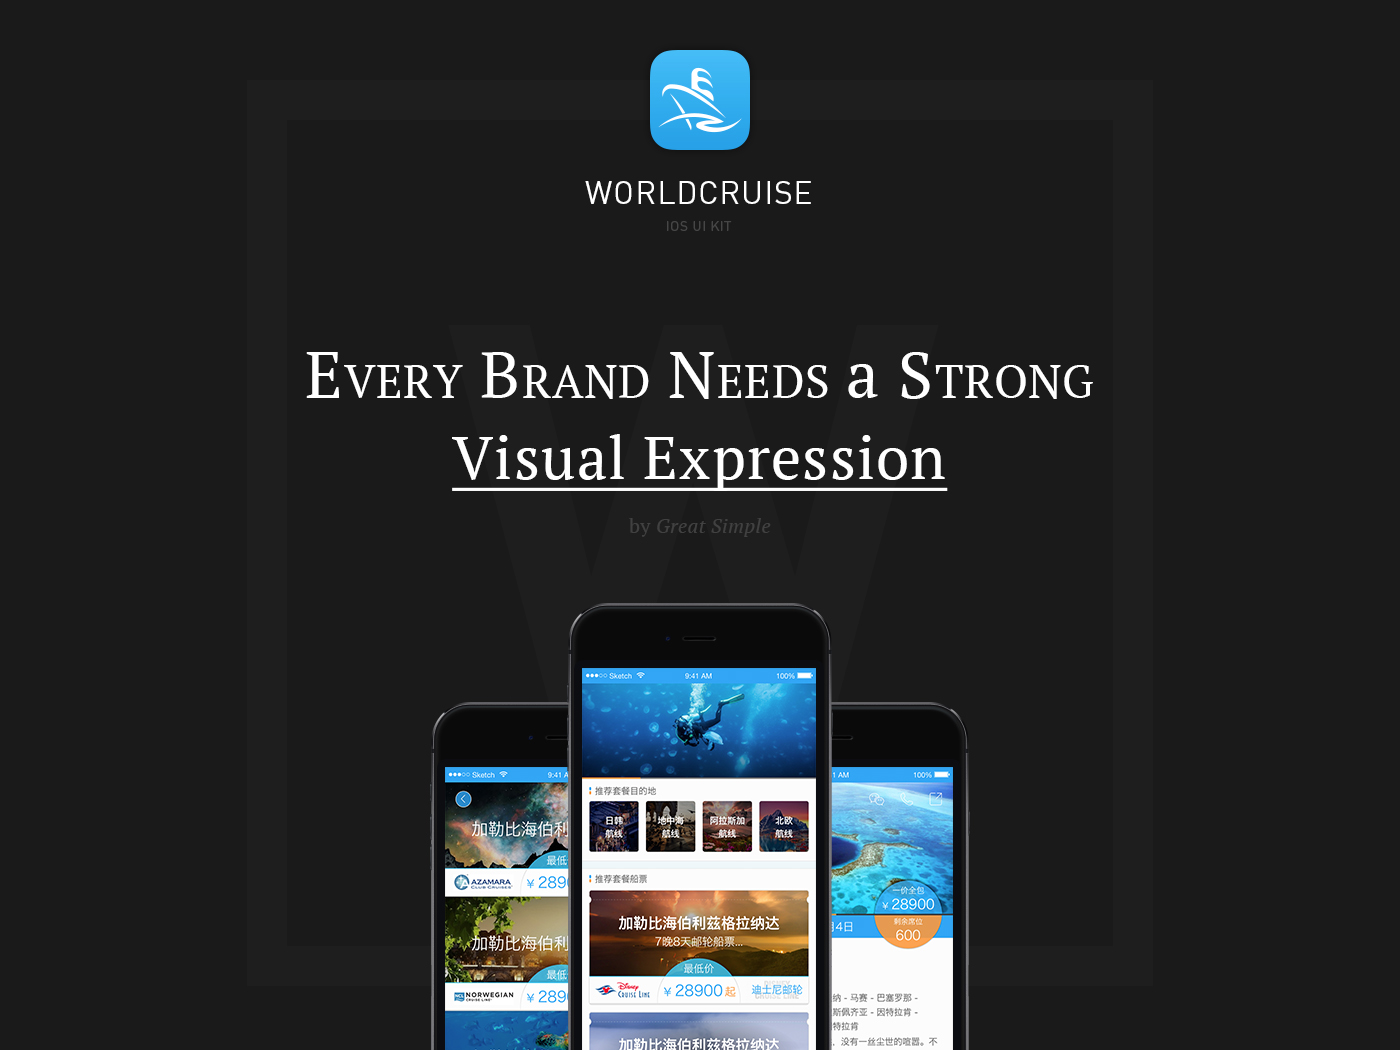 WORLDCRUISE
IOS UI KIT
Every Brand Needs a Strong
Visual Expression
by Great Simple
Sketch 9:41 AM 100%
推荐套餐目的地
日韩 航线
地中海 航线
阿拉斯加 航线
北欧 航线
推荐套餐船票
加勒比海伯利兹格拉纳达
7晚8天邮轮船票...
最低价
Disney CRUISE LINE ¥ 28900 起 迪士尼邮轮
加勒比海伯利兹格拉纳达
Sketch 9:41 A
加勒比海伯利
最低
AZAMARA CLUB CRUISES ¥ 2890
加勒比海伯利
最低
NORWEGIAN CRUISE LINE ¥ 289
1 AM 100%
一价全包
¥ 28900
月4日
剩余席位
600
纳 - 马赛 - 巴塞罗那 -
斯佩齐亚 - 因特拉肯 -
特拉肯
．没有一丝尘世的喧嚣。不